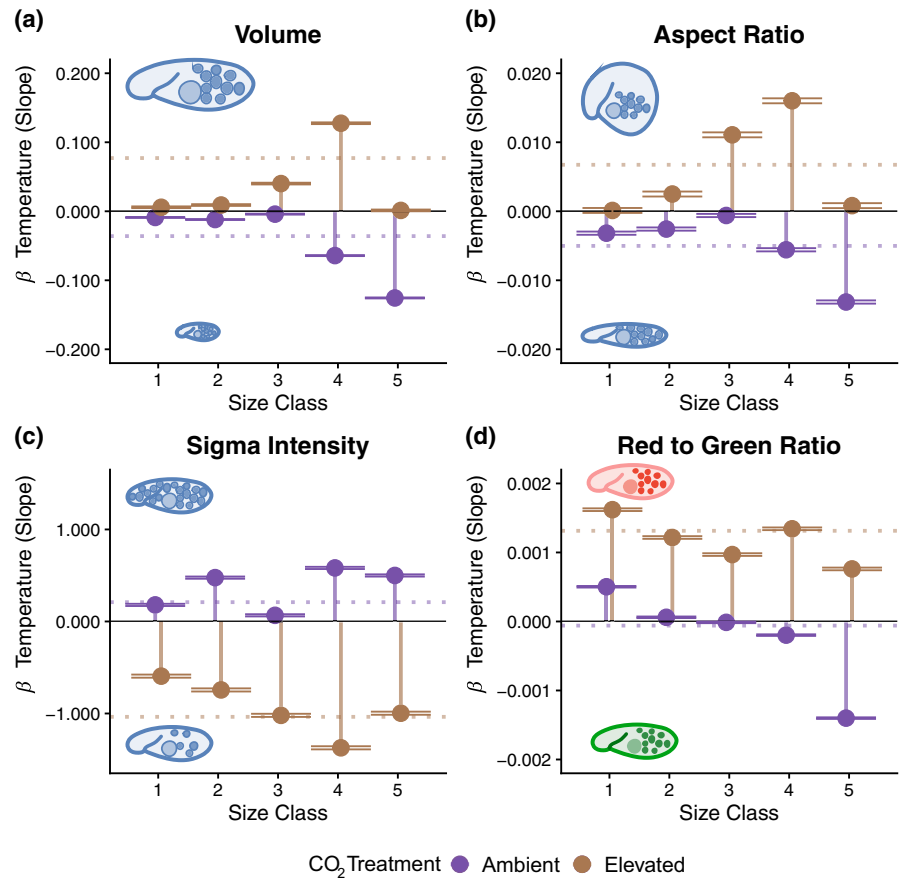 (a)
Volume
β Temperature (Slope)
0.200
0.100
0.000
−0.100
−0.200
1 2 3 4 5
Size Class
(b)
Aspect Ratio
β Temperature (Slope)
0.020
0.010
0.000
−0.010
−0.020
1 2 3 4 5
Size Class
(c)
Sigma Intensity
β Temperature (Slope)
1.000
0.000
−1.000
1 2 3 4 5
Size Class
(d)
Red to Green Ratio
β Temperature (Slope)
0.002
0.001
0.000
−0.001
−0.002
1 2 3 4 5
Size Class
CO2 Treatment Ambient Elevated